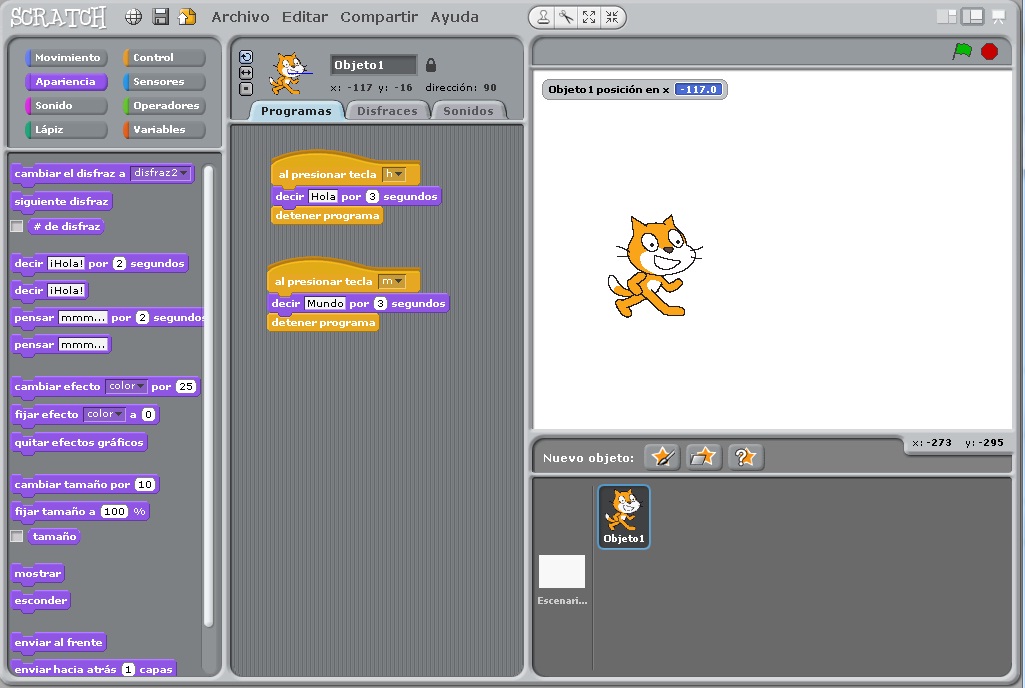 SCRATCH Archivo Editar Compartir Ayuda
Movimiento Control
Apariencia Sensores
Sonido Operadores
Lápiz Variables
cambiar el disfraz a disfraz2
siguiente disfraz
# de disfraz
decir ¡Hola! por 2 segundos
decir ¡Hola!
pensar mmm... por 2 segundos
pensar mmm...
cambiar efecto color por 25
fijar efecto color a 0
quitar efectos gráficos
cambiar tamaño por 10
fijar tamaño a 100 %
tamaño
mostrar
esconder
enviar al frente
enviar hacia atrás 1 capas
Objeto1
x: -117 y: -16 dirección: 90
Programas Disfraces Sonidos
al presionar tecla h
decir Hola por 3 segundos
detener programa
al presionar tecla m
decir Mundo por 3 segundos
detener programa
Objeto1 posición en x -117.0
x: -273 y: -295
Nuevo objeto:
Objeto1
Escenari...